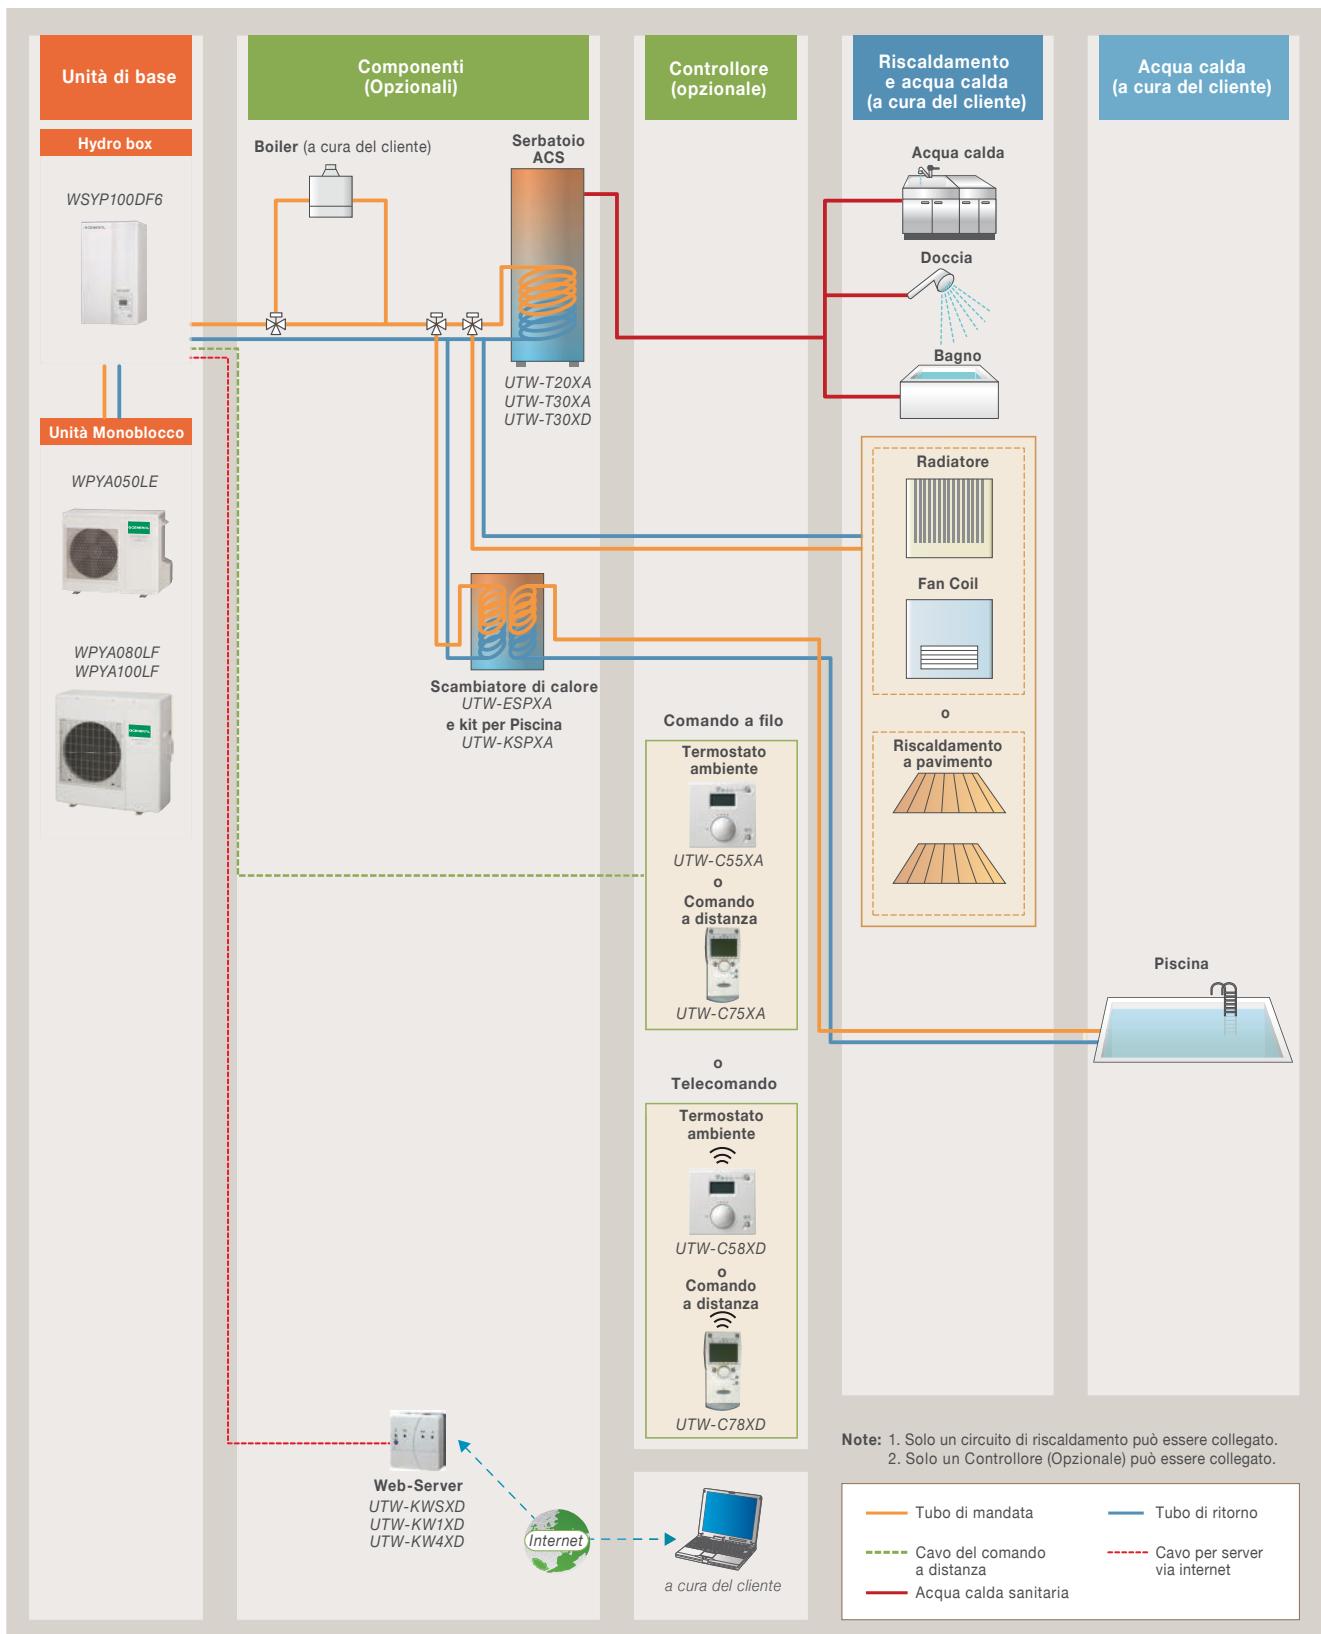 Unità di base
Componenti
(Opzionali)
Controllore
(opzionale)
Riscaldamento
e acqua calda
(a cura del cliente)
Acqua calda
(a cura del cliente)
Hydro box
WSYP100DF6
Boiler (a cura del cliente)
Serbatoio
ACS
UTW-T20XA
UTW-T30XA
UTW-T30XD
Acqua calda
Doccia
Bagno
Unità Monoblocco
WPYA050LE
GENERAL
WPYA080LF
WPYA100LF
GENERAL
Radiatore
Fan Coil
o
Riscaldamento
a pavimento
Scambiatore di calore
UTW-ESPXA
e kit per Piscina
UTW-KSPXA
Comando a filo
Termostato
ambiente
UTW-C55XA
o
Comando
a distanza
UTW-C75XA
Piscina
o
Telecomando
Termostato
ambiente
UTW-C58XD
o
Comando
a distanza
UTW-C78XD
Web-Server
UTW-KWSXD
UTW-KW1XD
UTW-KW4XD
Internet
a cura del cliente
Note: 1. Solo un circuito di riscaldamento può essere collegato.
2. Solo un Controllore (Opzionale) può essere collegato.
Tubo di mandata
Tubo di ritorno
Cavo del comando
a distanza
Cavo per server
via internet
Acqua calda sanitaria